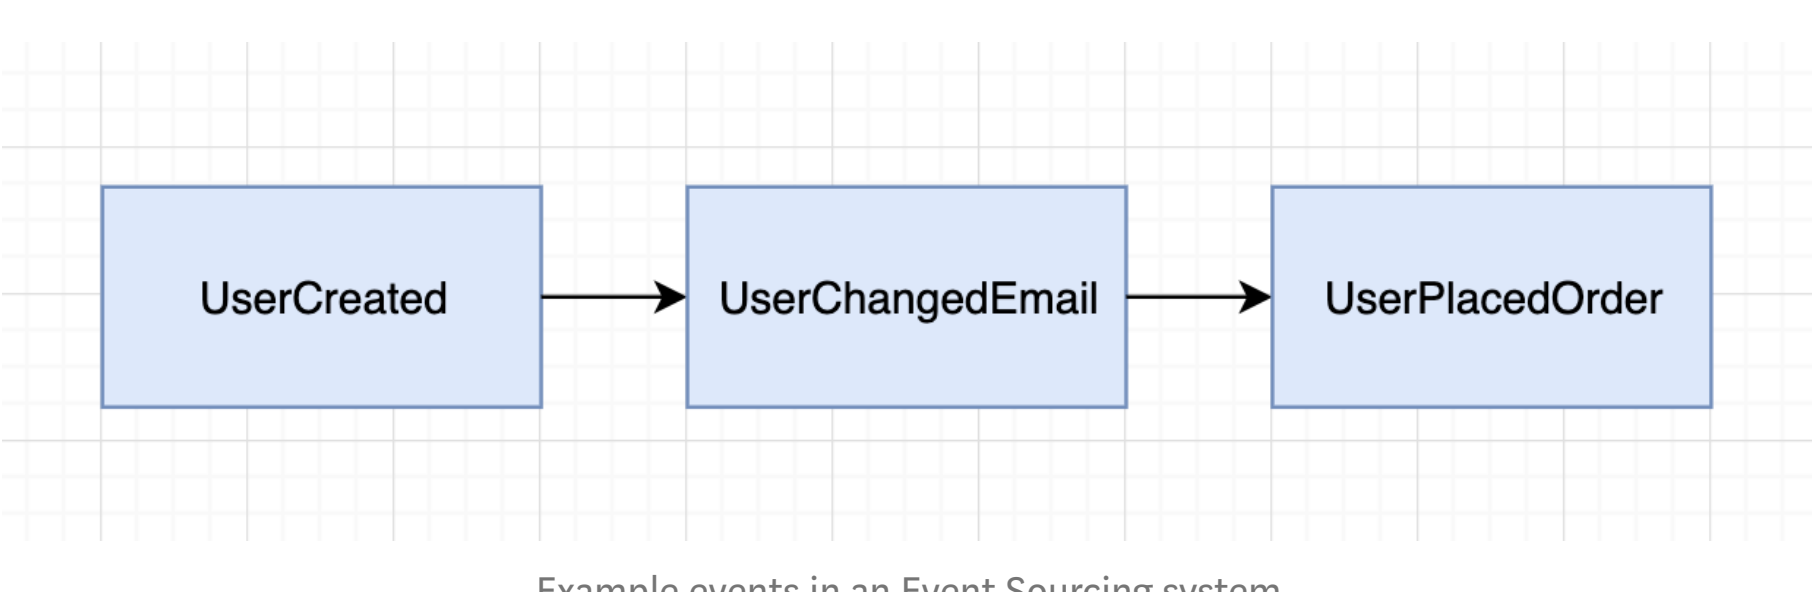 UserCreated
UserChangedEmail
UserPlacedOrder
Example events in an Event Sourcing system